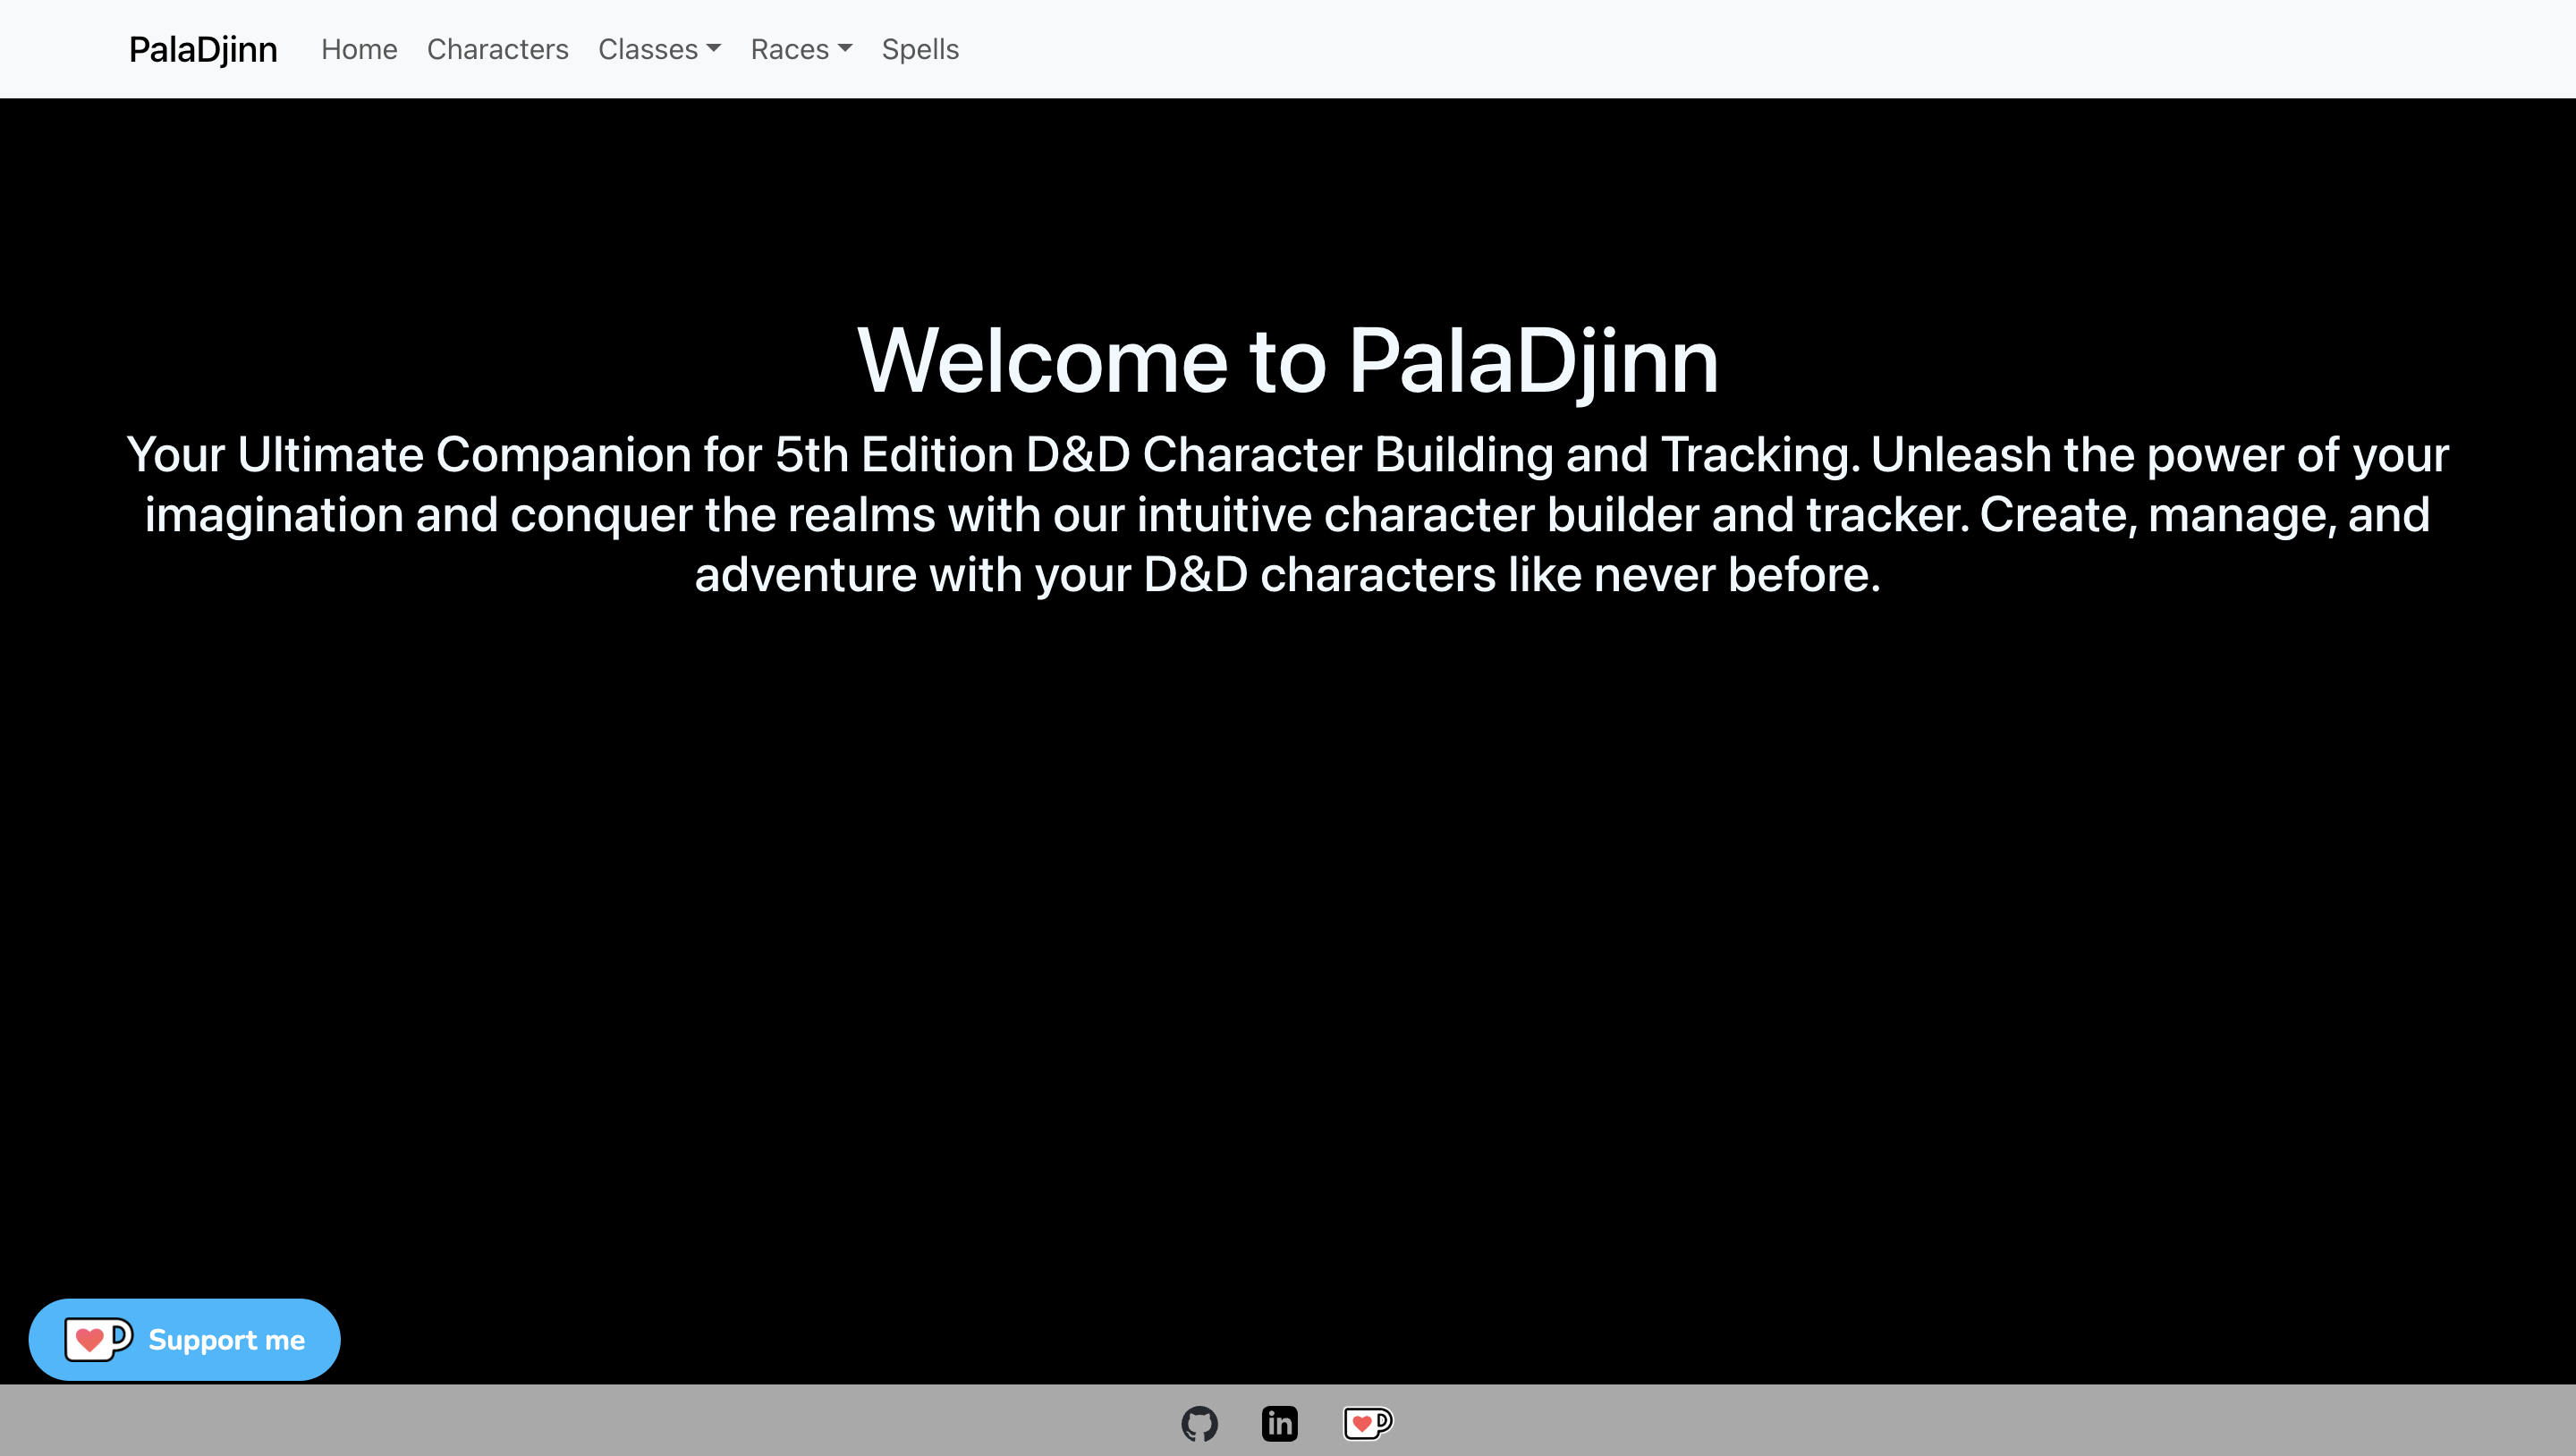 PalaDjinn Home Characters Classes Races Spells
Welcome to PalaDjinn
Your Ultimate Companion for 5th Edition D&D Character Building and Tracking. Unleash the power of your
imagination and conquer the realms with our intuitive character builder and tracker. Create, manage, and
adventure with your D&D characters like never before.
Support me
in